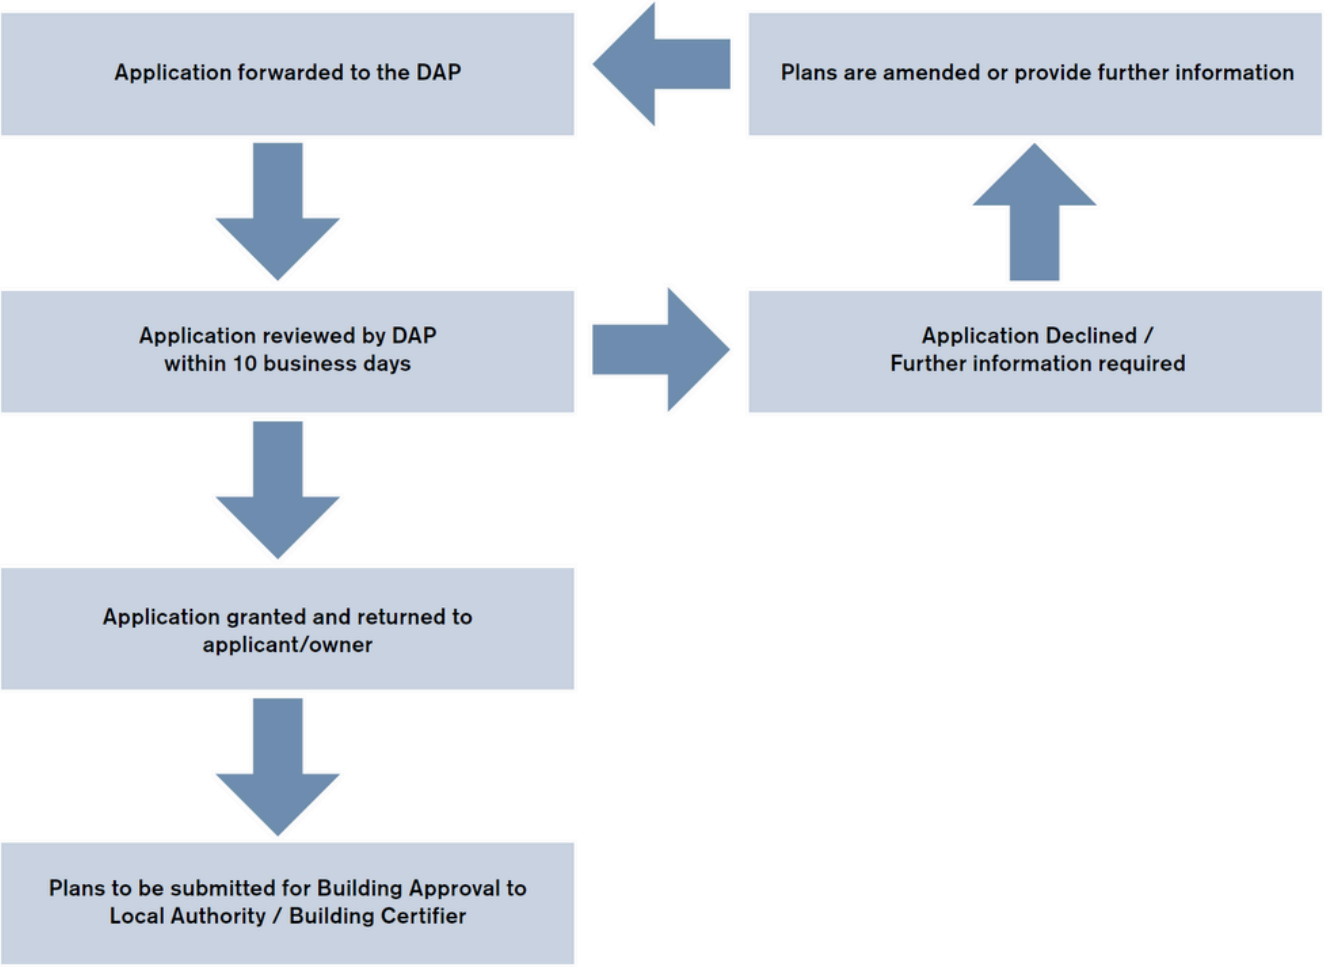 Application forwarded to the DAP
Plans are amended or provide further information
Application reviewed by DAP
within 10 business days
Application Declined /
Further information required
Application granted and returned to
applicant/owner
Plans to be submitted for Building Approval to
Local Authority / Building Certifier